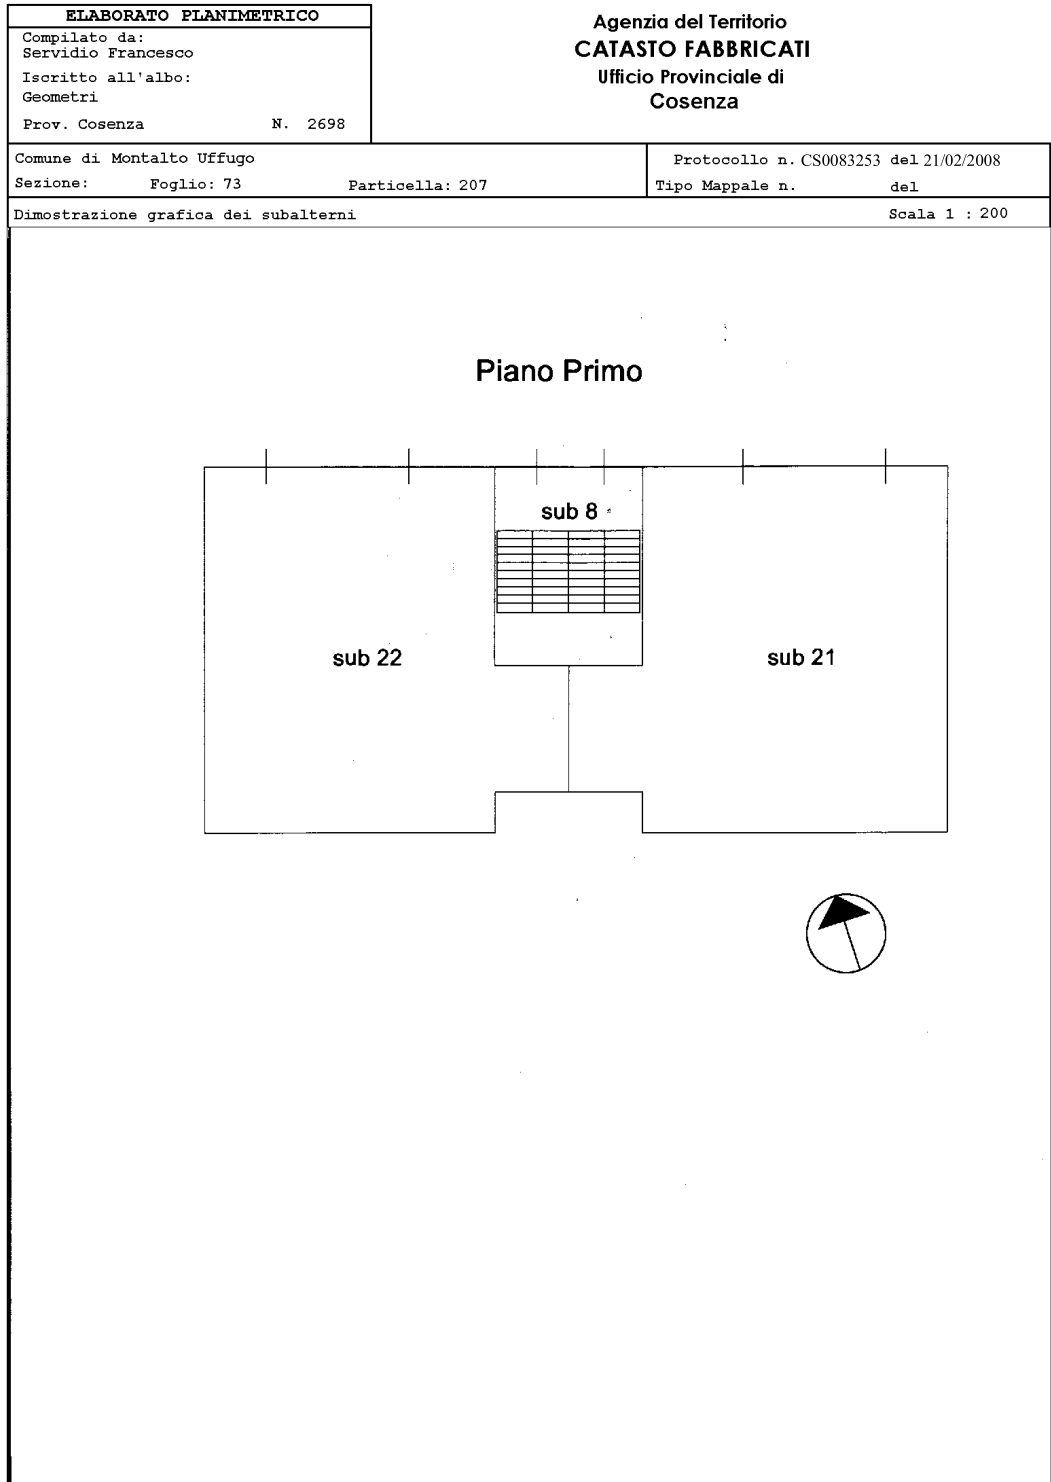 ELABORATO PLANIMETRICO
Compilato da:
Servidio Francesco
Iscritto all'albo:
Geometri
Prov. Cosenza N. 2698
Agenzia del Territorio
CATASTO FABBRICATI
Ufficio Provinciale di
Cosenza
Comune di Montalto Uffugo
Sezione: Foglio: 73 Particella: 207
Protocollo n. CS0083253 del 21/02/2008
Tipo Mappale n. del
Dimostrazione grafica dei subalterni Scala 1 : 200
Piano Primo
sub 8
sub 22
sub 21